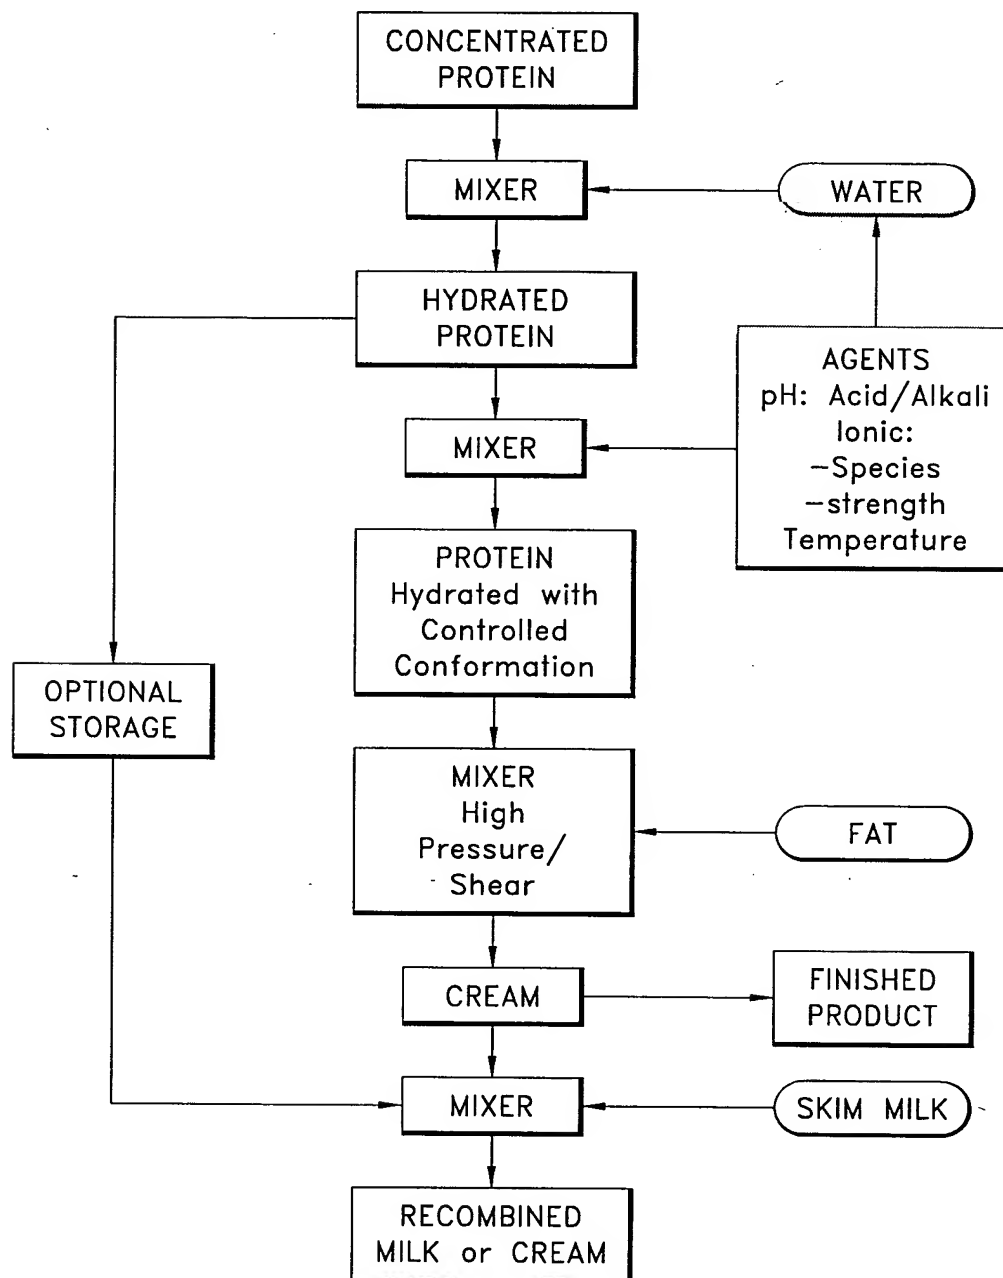 CONCENTRATED
PROTEIN
MIXER
WATER
HYDRATED
PROTEIN
AGENTS
pH: Acid/Alkali
Ionic:
-Species
-strength
Temperature
MIXER
PROTEIN
Hydrated with
Controlled
Conformation
OPTIONAL
STORAGE
MIXER
High
Pressure/
Shear
FAT
CREAM
FINISHED
PRODUCT
MIXER
SKIM MILK
RECOMBINED
MILK or CREAM